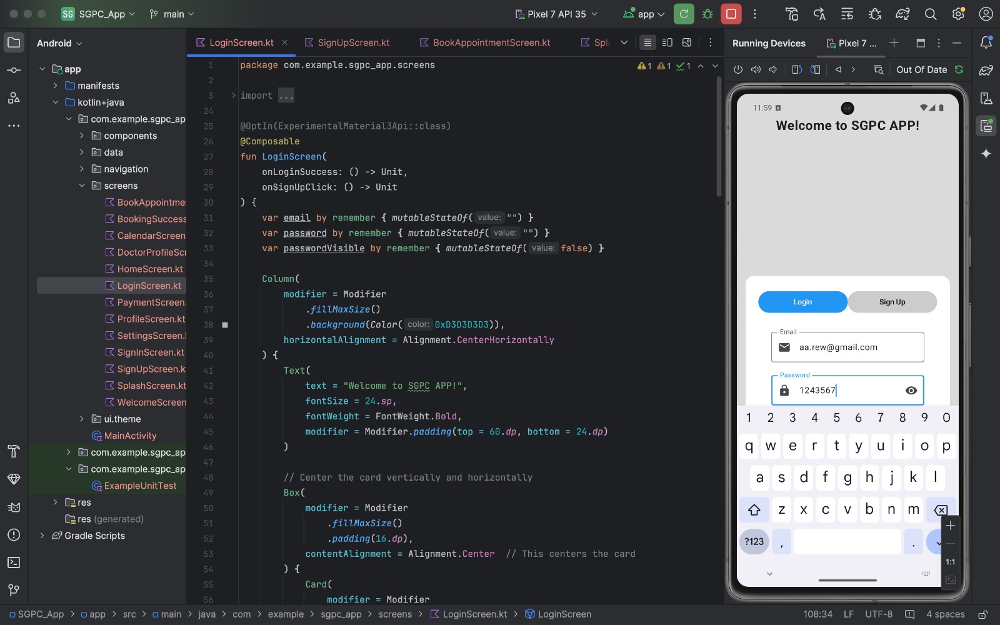 SG SGPC_App main Pixel 7 API 35 app
Android
app
manifests
kotlin+java
com.example.sgpc_ap
components
data
navigation
screens
BookAppointme
BookingSuccess
CalendarScreen
DoctorProfileScr
HomeScreen.kt
LoginScreen.kt
PaymentScreen.
ProfileScreen.kt
SettingsScreen.
SignInScreen.kt
SignUpScreen.k
SplashScreen.kt
WelcomeScreen
ui.theme
MainActivity
com.example.sgpc_ap
com.example.sgpc_ap
ExampleUnitTest
res
res (generated)
Gradle Scripts
LoginScreen.kt SignUpScreen.kt BookAppointmentScreen.kt Spl
1 package com.example.sgpc_app.screens
1 1 1
2
3 import ...
24
25 @OptIn(ExperimentalMaterial3Api::class)
26 @Composable
27 fun LoginScreen(
28 onLoginSuccess: () -> Unit,
29 onSignUpClick: () -> Unit
30 ) {
31 var email by remember { mutableStateOf( value: "") }
32 var password by remember { mutableStateOf( value: "") }
33 var passwordVisible by remember { mutableStateOf( value: false) }
34
35 Column(
36 modifier = Modifier
37 .fillMaxSize()
38 .background(Color( color: 0xD3D3D3D3)),
39 horizontalAlignment = Alignment.CenterHorizontally
40 ) {
41 Text(
42 text = "Welcome to SGPC APP!",
43 fontSize = 24.sp,
44 fontWeight = FontWeight.Bold,
45 modifier = Modifier.padding(top = 60.dp, bottom = 24.dp)
46 )
47
48 // Center the card vertically and horizontally
49 Box(
50 modifier = Modifier
51 .fillMaxSize()
52 .padding(16.dp),
53 contentAlignment = Alignment.Center // This centers the card
54 ) {
55 Card(
56 modifier = Modifier
Running Devices Pixel 7 ...
Out Of Date
11:59 A
Welcome to SGPC APP!
Login Sign Up
Email
aa.rew@gmail.com
Password
1243567
1 2 3 4 5 6 7 8 9 0
q w e r t y u i o p
a s d f g h j k l
z x c v b n m
?123 , .
1:1
SGPC_App app src main java com example sgpc_app screens LoginScreen.kt LoginScreen 108:34 LF UTF-8 4 spaces